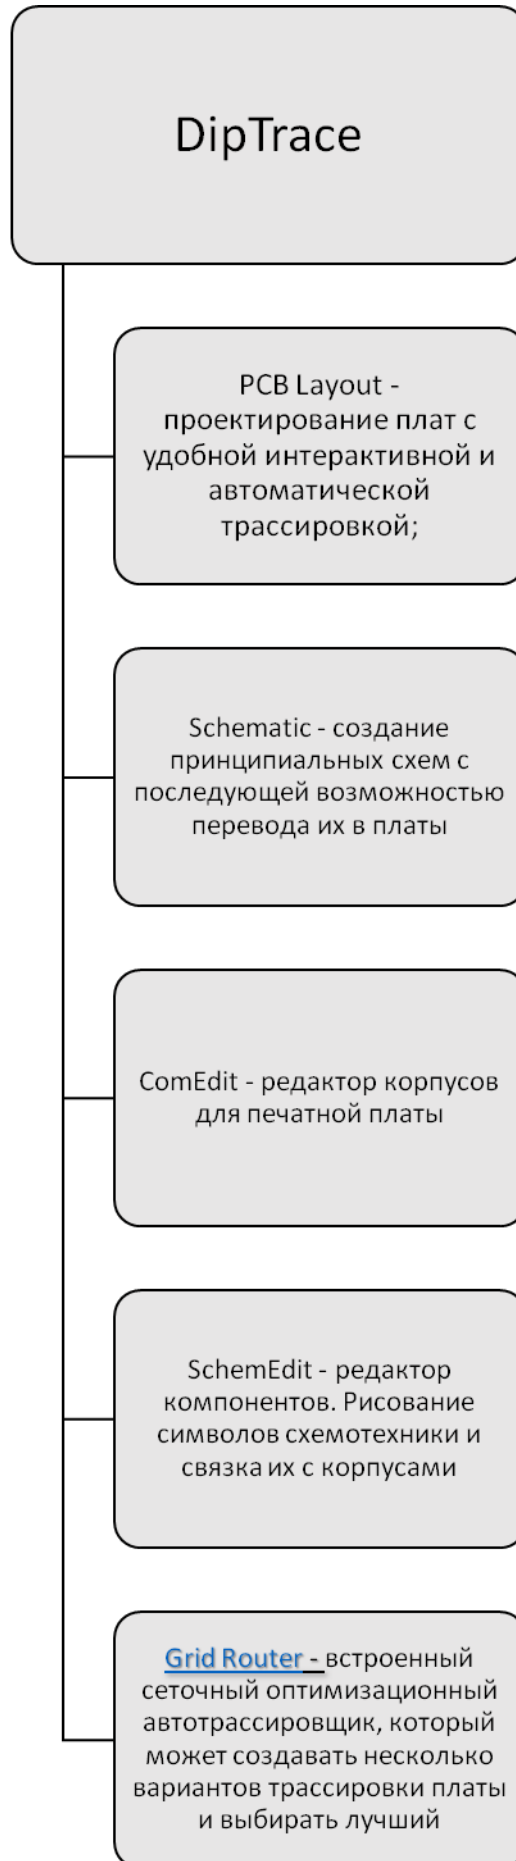 DipTrace
PCB Layout -
проектирование плат с
удобной интерактивной и
автоматической
трассировкой;
Schematic - создание
принципиальных схем с
последующей возможностью
перевода их в платы
ComEdit - редактор корпусов
для печатной платы
SchemEdit - редактор
компонентов. Рисование
символов схемотехники и
связка их с корпусами
Grid Router - встроенный
сеточный оптимизационный
автотрассировщик, который
может создавать несколько
вариантов трассировки платы
и выбирать лучший